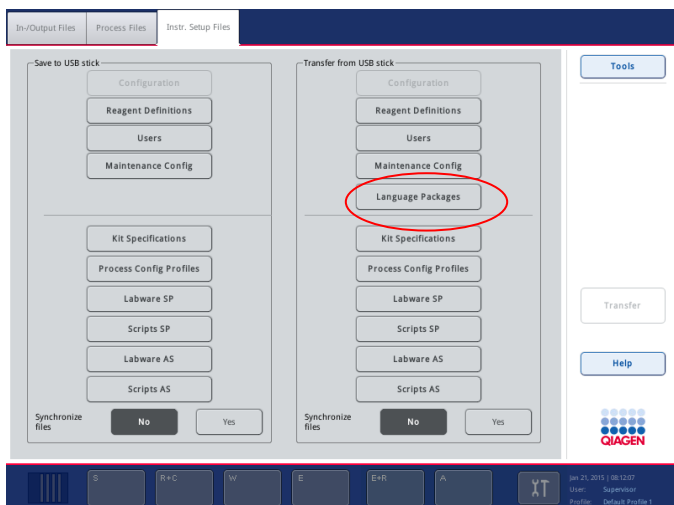 In-/Output Files
Process Files
Instr. Setup Files
Save to USB stick
Configuration
Reagent Definitions
Users
Maintenance Config
Kit Specifications
Process Config Profiles
Labware SP
Scripts SP
Labware AS
Scripts AS
Synchronize
files
No
Yes
Transfer from USB stick
Configuration
Reagent Definitions
Users
Maintenance Config
Language Packages
Kit Specifications
Process Config Profiles
Labware SP
Scripts SP
Labware AS
Scripts AS
Synchronize
files
No
Yes
Tools
Transfer
Help
QIAGEN
S
R+C
W
E
E+R
A
Jan 21, 2015 | 08:12:07
User: Supervisor
Profile: Default Profile 1